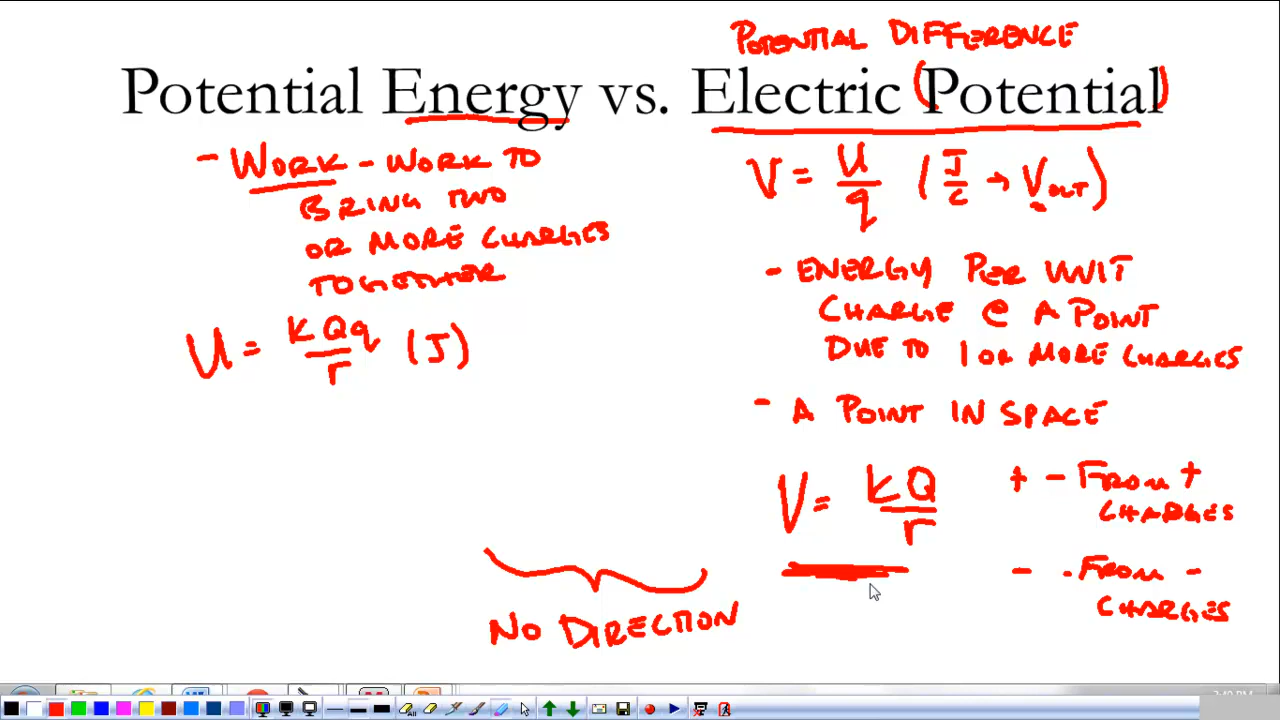 POTENTIAL DIFFERENCE
Potential Energy vs. Electric (Potential)
- WORK - WORK TO
BRING TWO
OR MORE CHARGES
TOGETHER
U = kQq/r (J)
V = U/q (J/C → VOLT)
- ENERGY PER UNIT
CHARGE @ A POINT
DUE TO 1 OR MORE CHARGES
- A POINT IN SPACE
V = kQ/r
+ - FROM +
CHARGES
- - FROM -
CHARGES
NO DIRECTION